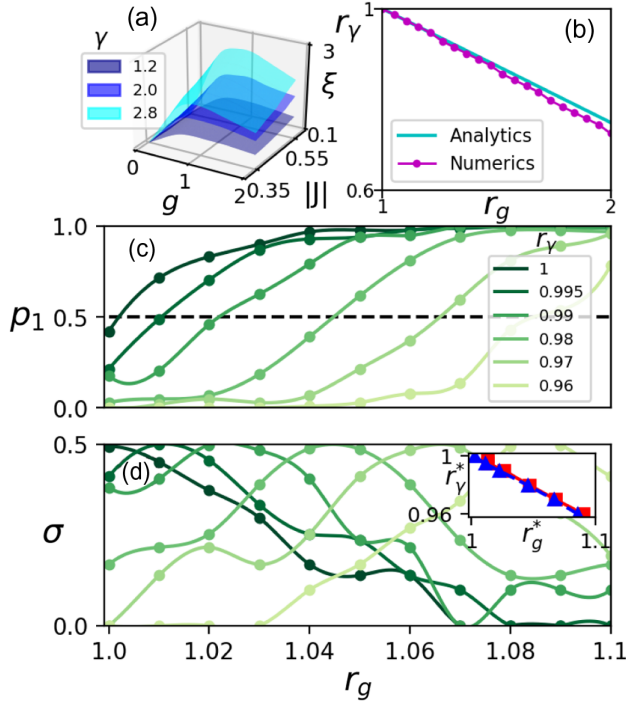 (a)
γ
1.2
2.0
2.8
3
ξ
0.1
0
1
2
g
0.35
0.55
|J|
1
r_γ
(b)
Analytics
Numerics
0.6
1
r_g
2
1.0
(c)
p_1
0.5
0.0
r_γ
1
0.995
0.99
0.98
0.97
0.96
0.5
(d)
σ
0.0
1
r_γ^*
0.96
1
r_g^*
1.1
1.0
1.02
1.04
1.06
1.08
1.1
r_g